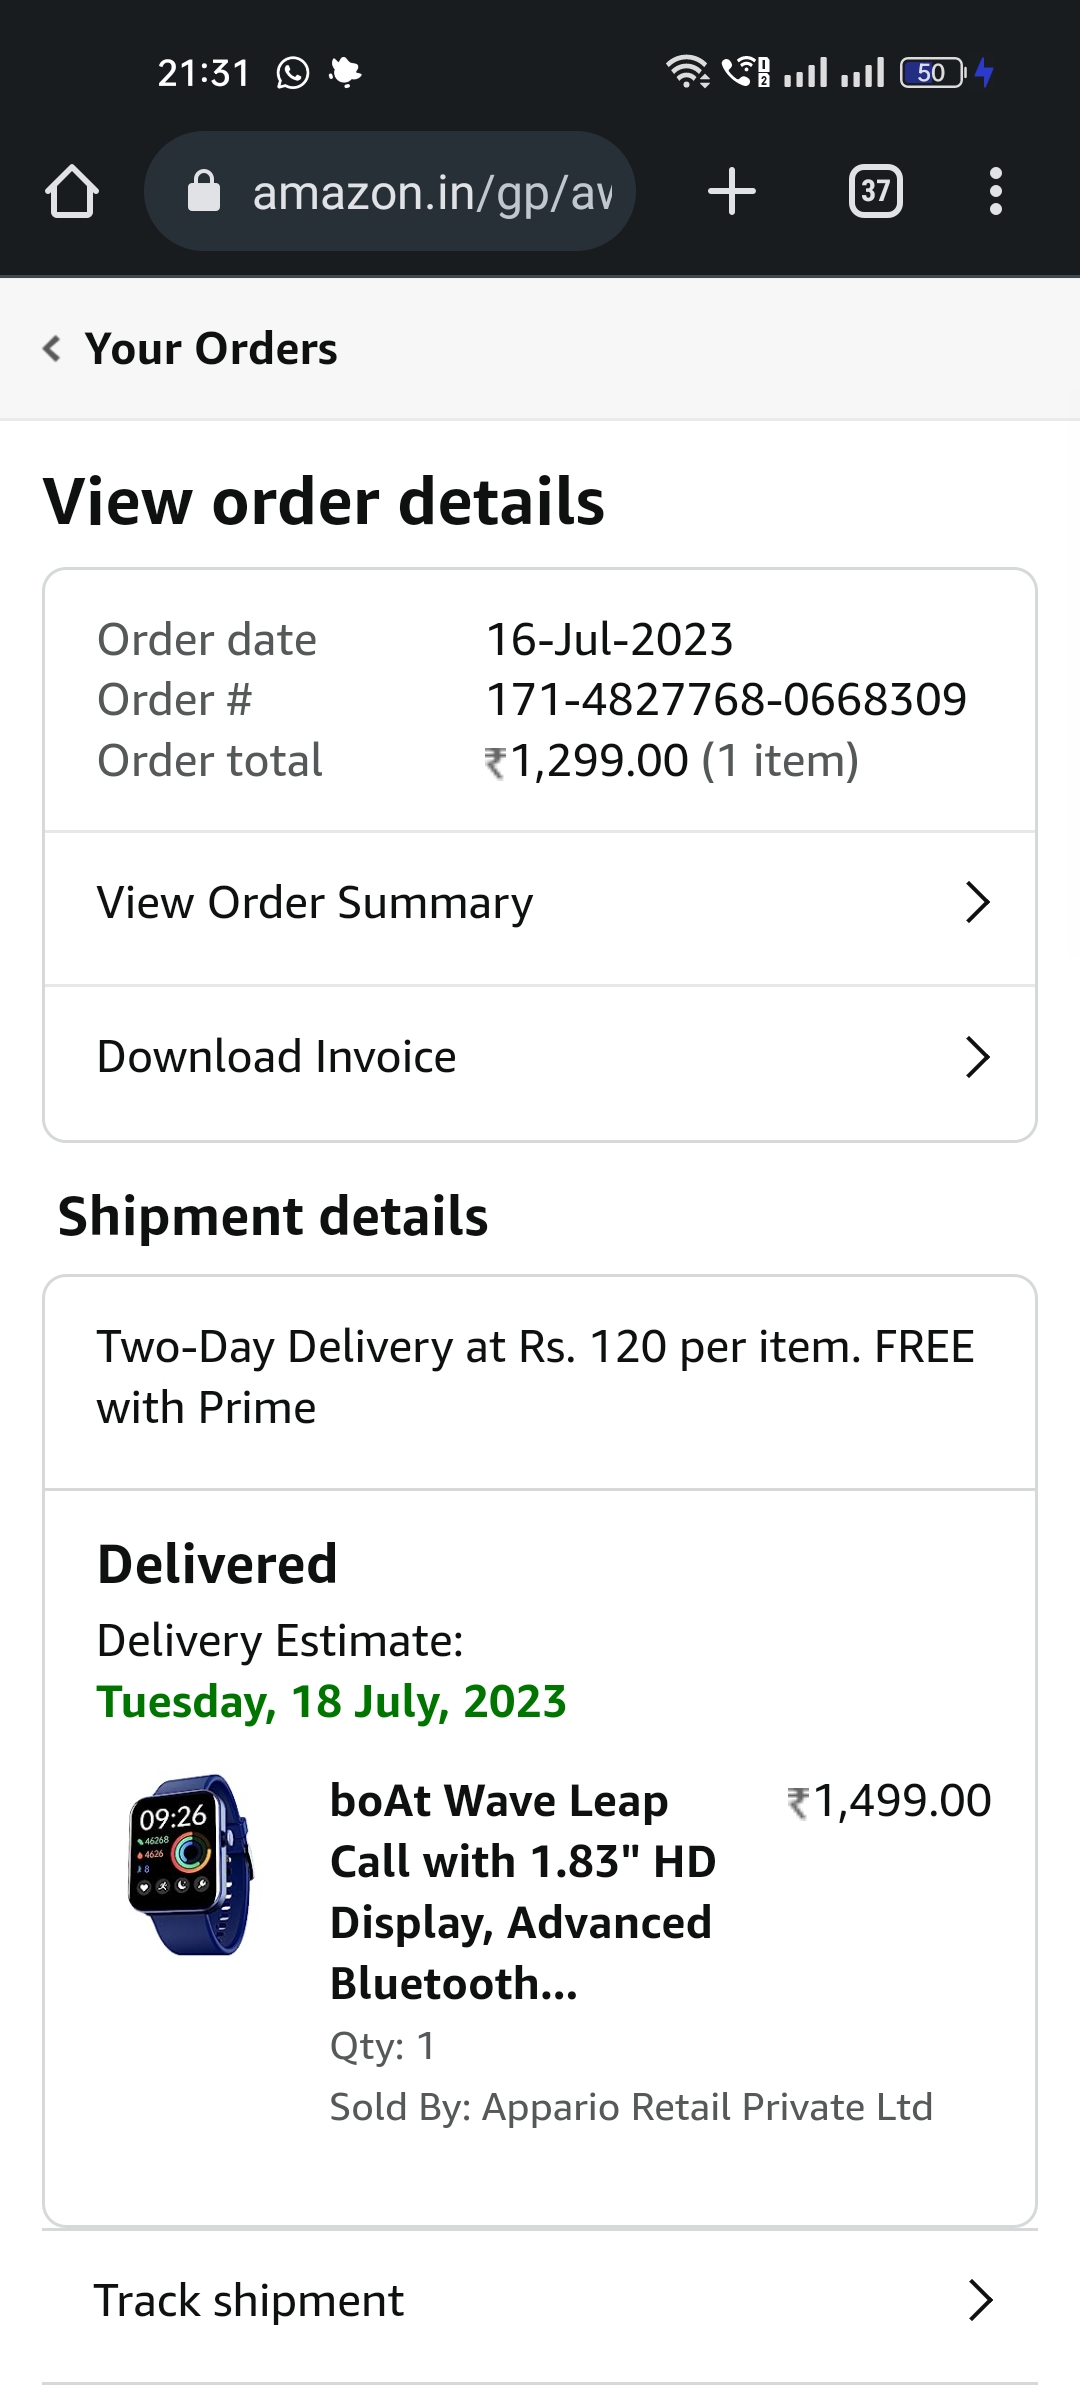 21:31
50
amazon.in/gp/aw
37
Your Orders
View order details
Order date 16-Jul-2023
Order # 171-4827768-0668309
Order total ₹1,299.00 (1 item)
View Order Summary
Download Invoice
Shipment details
Two-Day Delivery at Rs. 120 per item. FREE
with Prime
Delivered
Delivery Estimate:
Tuesday, 18 July, 2023
09:26
46268
4626
8
boAt Wave Leap ₹1,499.00
Call with 1.83" HD
Display, Advanced
Bluetooth...
Qty: 1
Sold By: Appario Retail Private Ltd
Track shipment